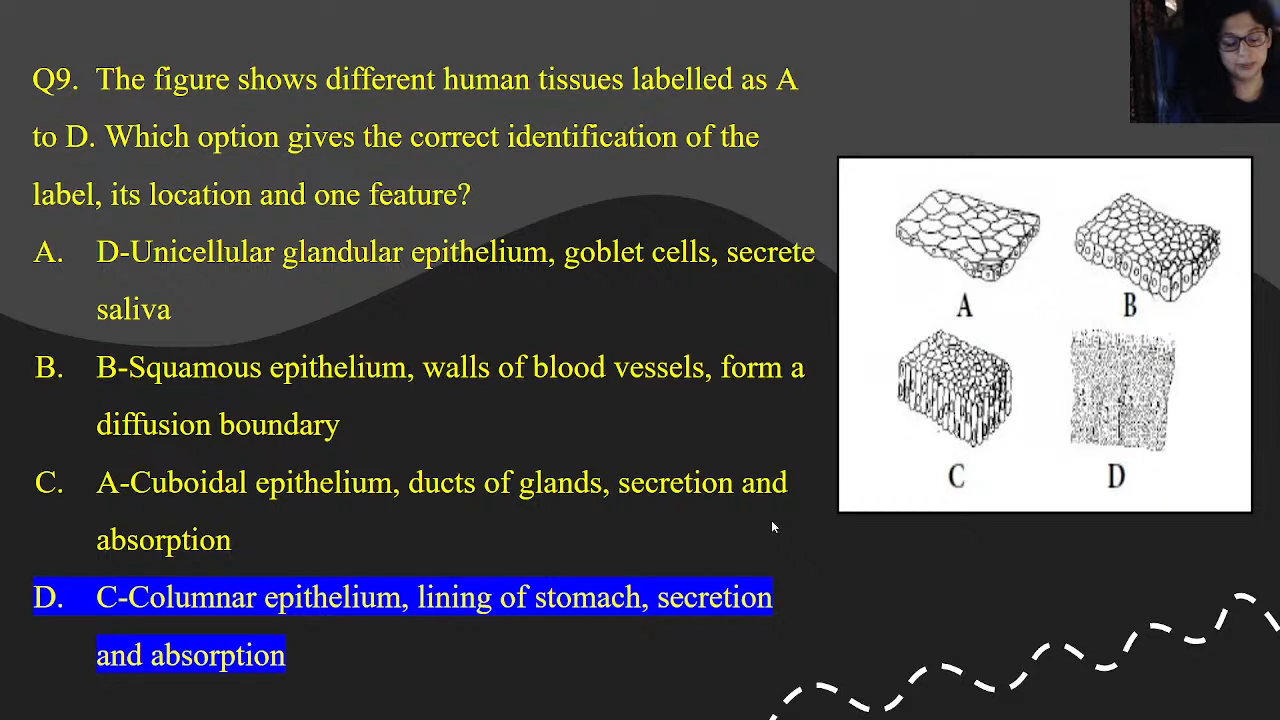 Q9. The figure shows different human tissues labelled as A
to D. Which option gives the correct identification of the
label, its location and one feature?
A. D-Unicellular glandular epithelium, goblet cells, secrete
saliva
B. B-Squamous epithelium, walls of blood vessels, form a
diffusion boundary
C. A-Cuboidal epithelium, ducts of glands, secretion and
absorption
D. C-Columnar epithelium, lining of stomach, secretion
and absorption
A B
C D